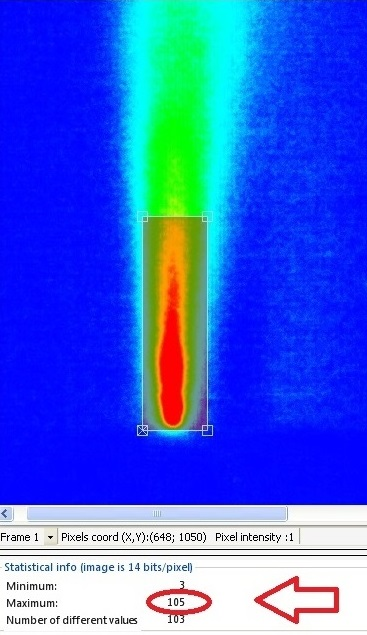 Frame 1 Pixels coord (X,Y):(648; 1050) Pixel intensity :1
Statistical info (image is 14 bits/pixel)
Minimum: 3
Maximum: 105
Number of different values 103